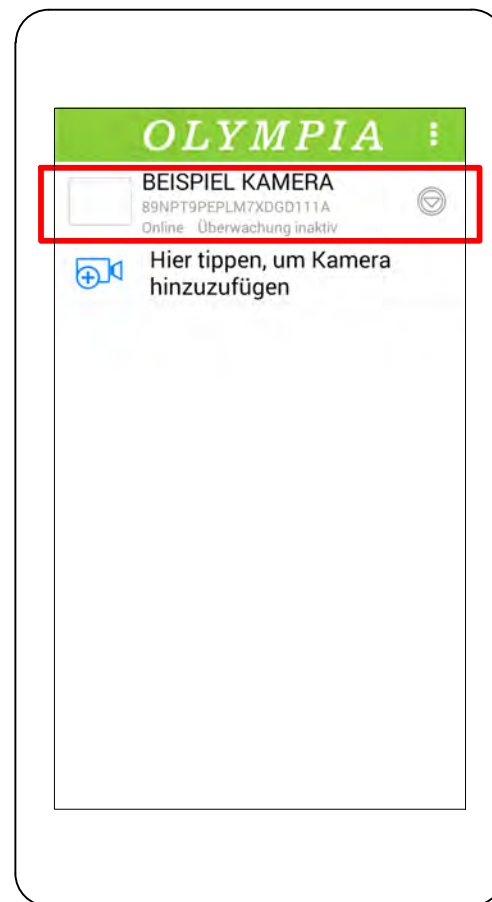 OLYMPIA
BEISPIEL KAMERA
89NPT9PEPLM7XDGD111A
Online Überwachung inaktiv
Hier tippen, um Kamera
hinzuzufügen